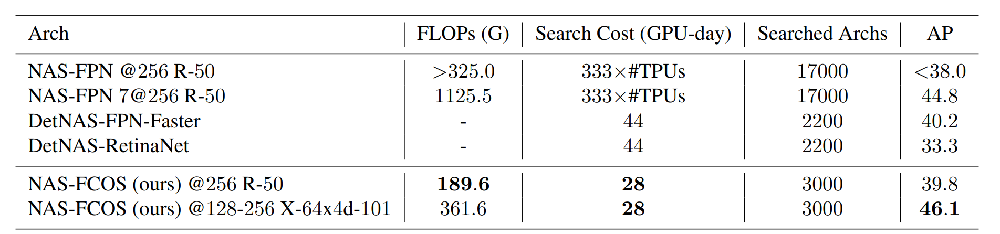 Arch FLOPs (G) Search Cost (GPU-day) Searched Archs AP
NAS-FPN @256 R-50 >325.0 333×#TPUs 17000 <38.0
NAS-FPN 7@256 R-50 1125.5 333×#TPUs 17000 44.8
DetNAS-FPN-Faster - 44 2200 40.2
DetNAS-RetinaNet - 44 2200 33.3
NAS-FCOS (ours) @256 R-50 189.6 28 3000 39.8
NAS-FCOS (ours) @128-256 X-64x4d-101 361.6 28 3000 46.1